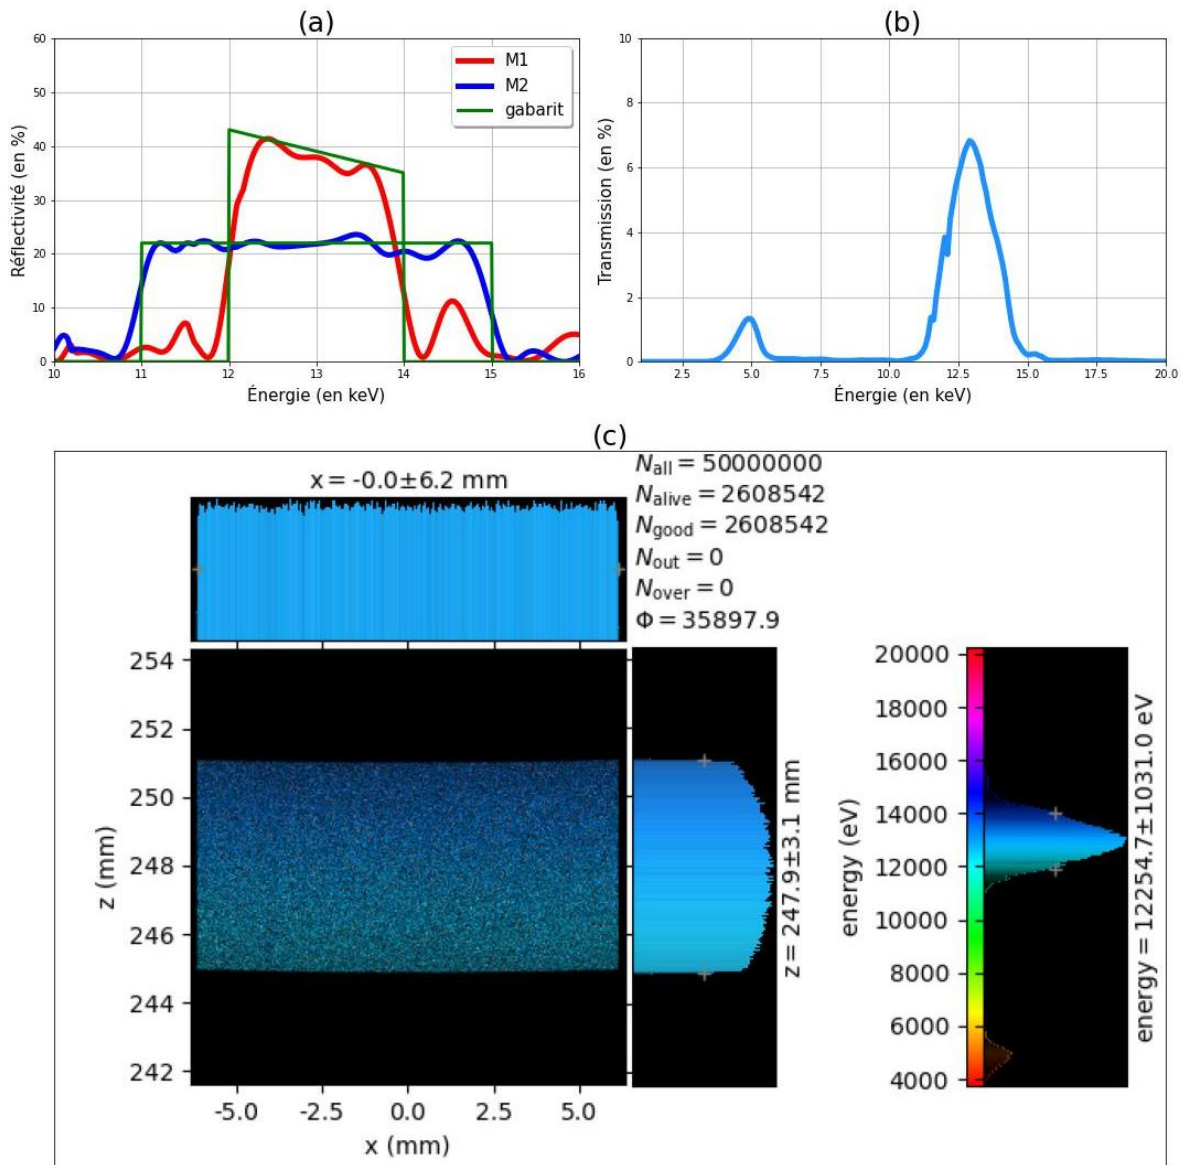 (a)
60
50
40
30
20
10
0
10 11 12 13 14 15 16
Réflectivité (en %)
Énergie (en keV)
M1
M2
gabarit
(b)
10
8
6
4
2
0
2.5 5.0 7.5 10.0 12.5 15.0 17.5 20.0
Transmission (en %)
Énergie (en keV)
(c)
x = -0.0±6.2 mm
Nall = 50000000
Nalive = 2608542
Ngood = 2608542
Nout = 0
Nover = 0
Φ = 35897.9
254
252
250
248
246
244
242
z (mm)
-5.0 -2.5 0.0 2.5 5.0
x (mm)
z = 247.9±3.1 mm
20000
18000
16000
14000
12000
10000
8000
6000
4000
energy (eV)
energy = 12254.7±1031.0 eV